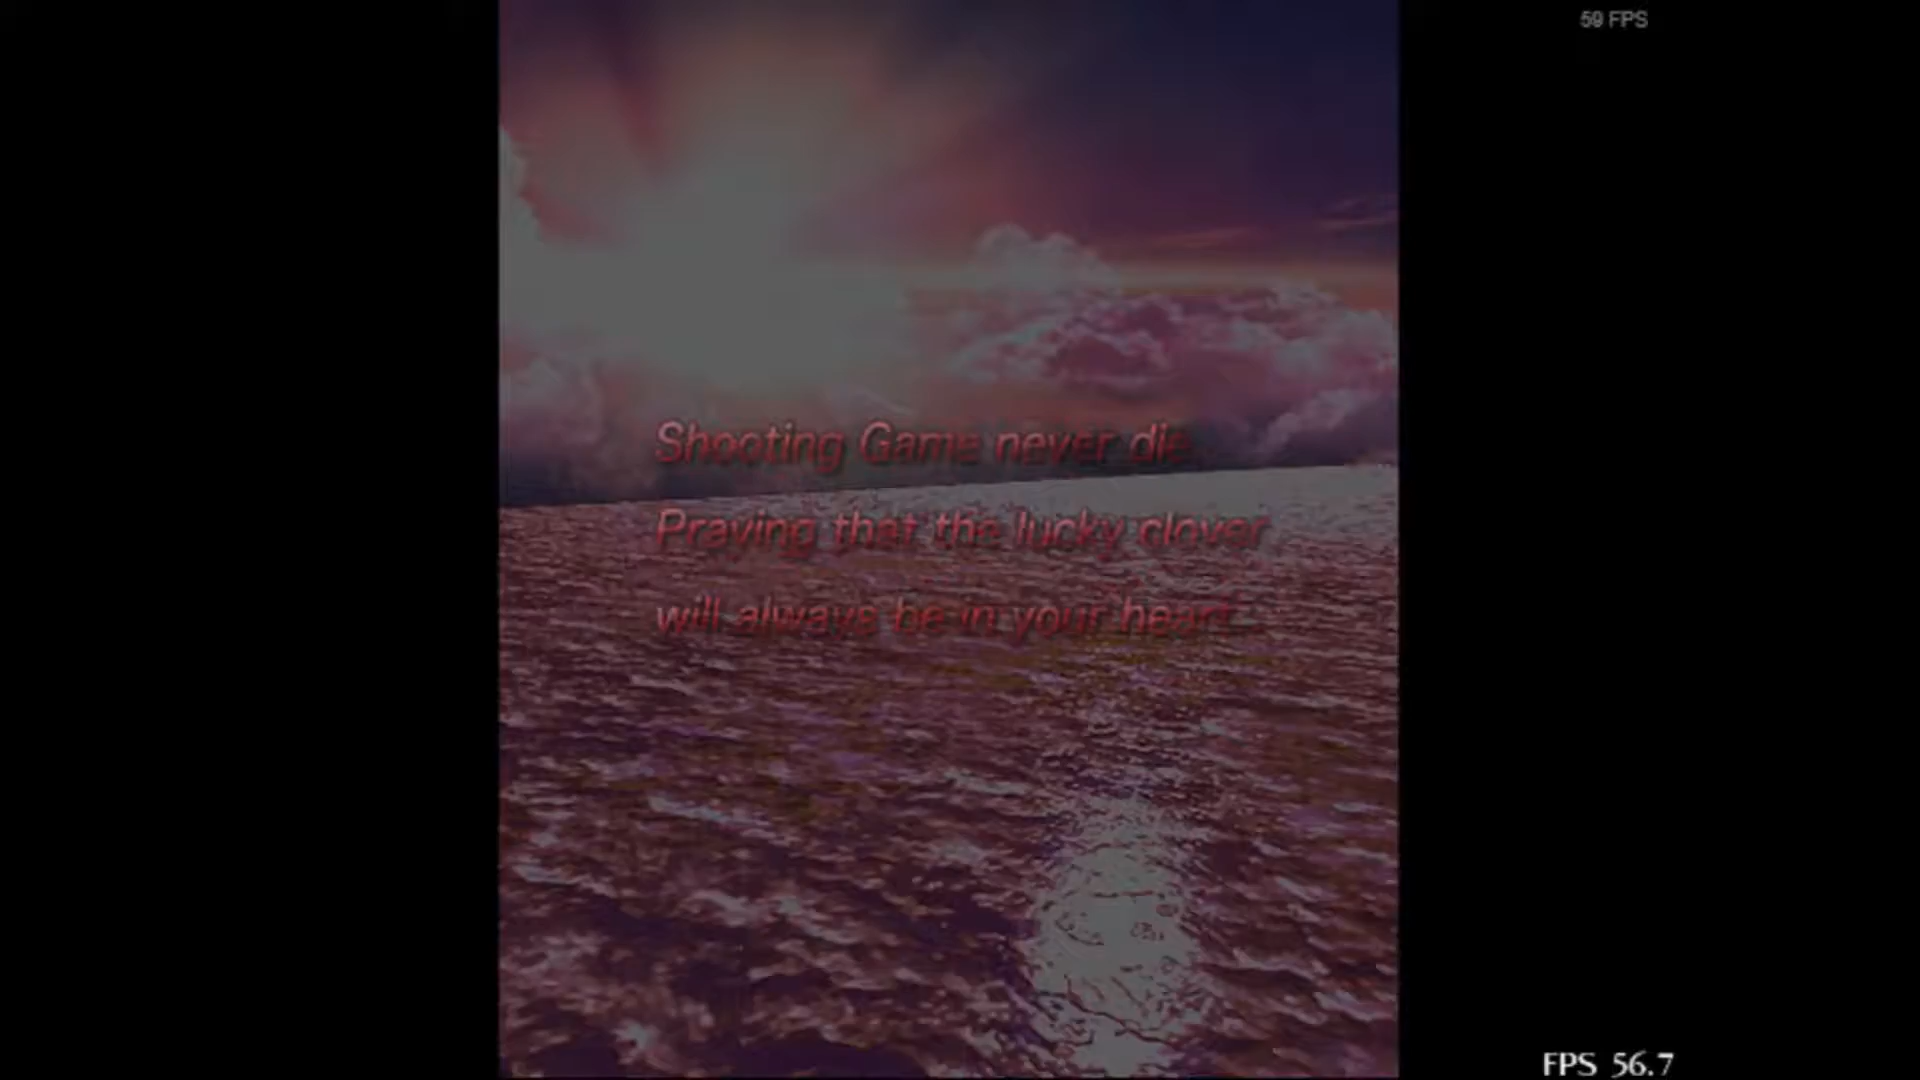 59 FPS
Shooting Game never die.
Praying that the lucky clover
will always be in your heart...
FPS 56.7